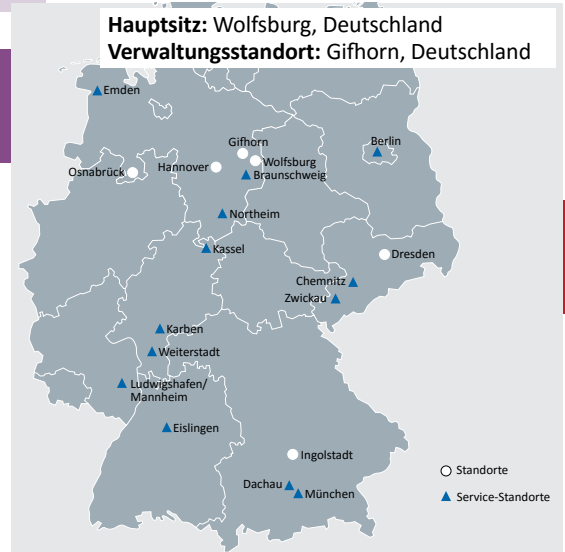 Hauptsitz: Wolfsburg, Deutschland
Verwaltungsstandort: Gifhorn, Deutschland
Emden
Gifhorn
Berlin
Hannover
Wolfsburg
Osnabrück
Braunschweig
Northeim
Kassel
Dresden
Chemnitz
Zwickau
Karben
Weiterstadt
Ludwigshafen/
Mannheim
Eislingen
Ingolstadt
Standorte
Dachau
München
Service-Standorte